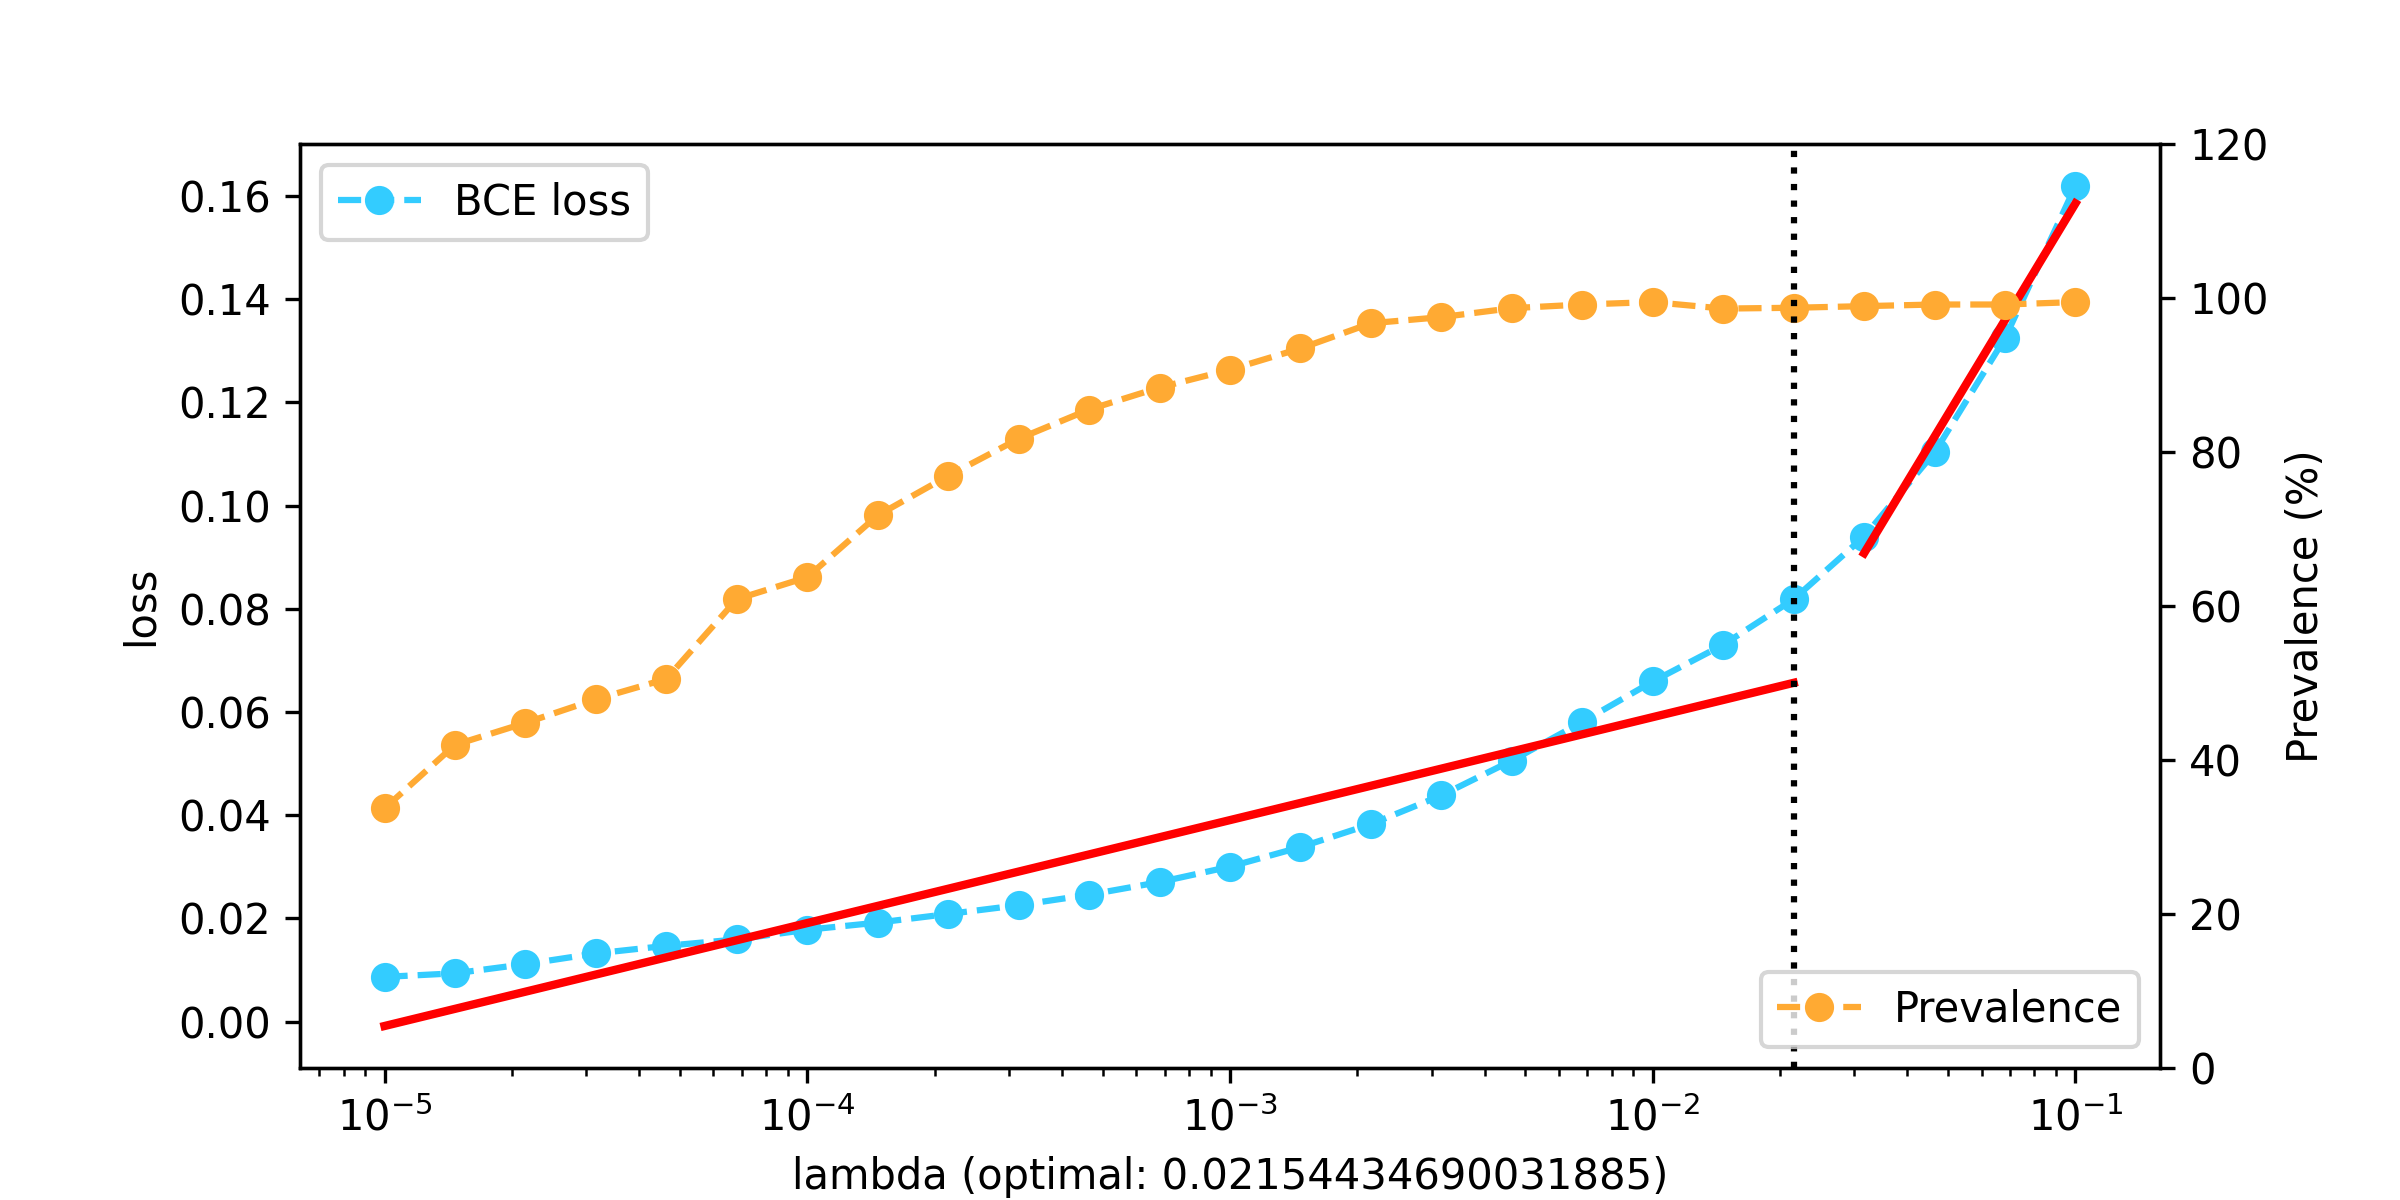 BCE loss
0.16
0.14
0.12
0.10
0.08
0.06
0.04
0.02
0.00
loss
120
100
80
60
40
20
0
Prevalence (%)
Prevalence
10⁻⁵ 10⁻⁴ 10⁻³ 10⁻² 10⁻¹
lambda (optimal: 0.021544346900318​85)